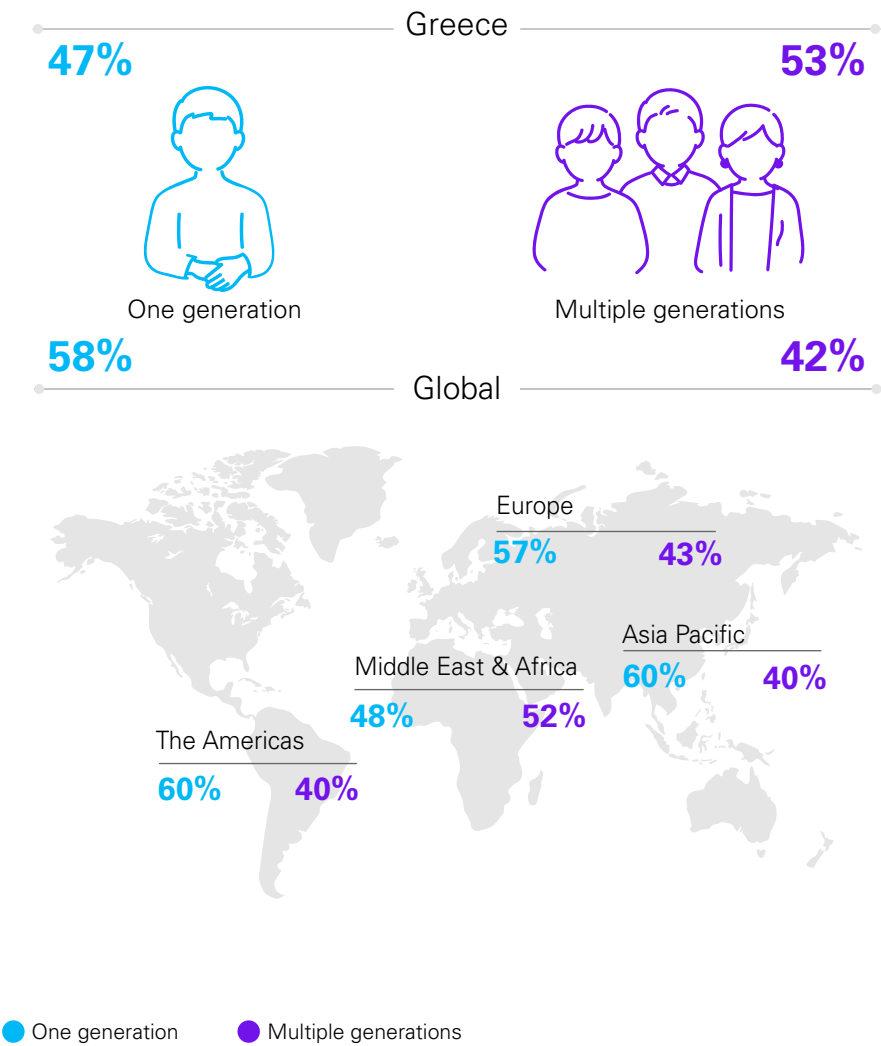 Greece
47% 53%
One generation Multiple generations
58% 42%
Global
Europe
57% 43%
Asia Pacific
60% 40%
Middle East & Africa
48% 52%
The Americas
60% 40%
One generation Multiple generations